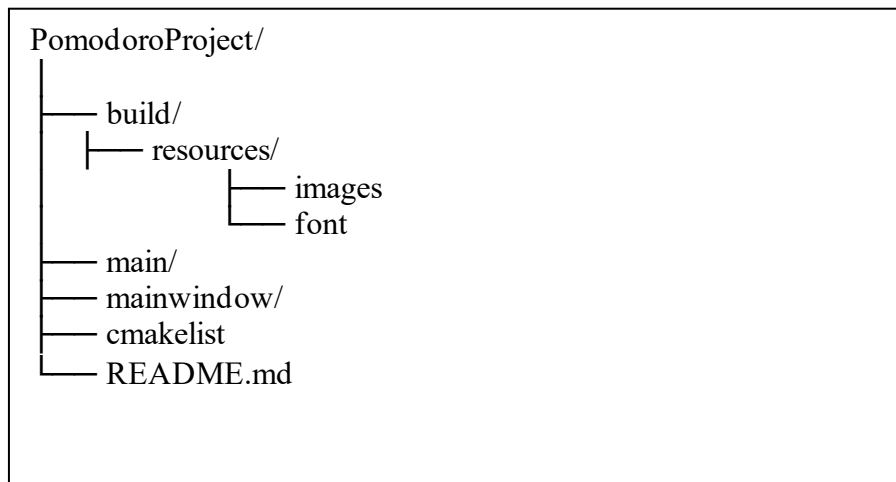 PomodoroProject/
build/
resources/
images
font
main/
mainwindow/
cmakelist
README.md